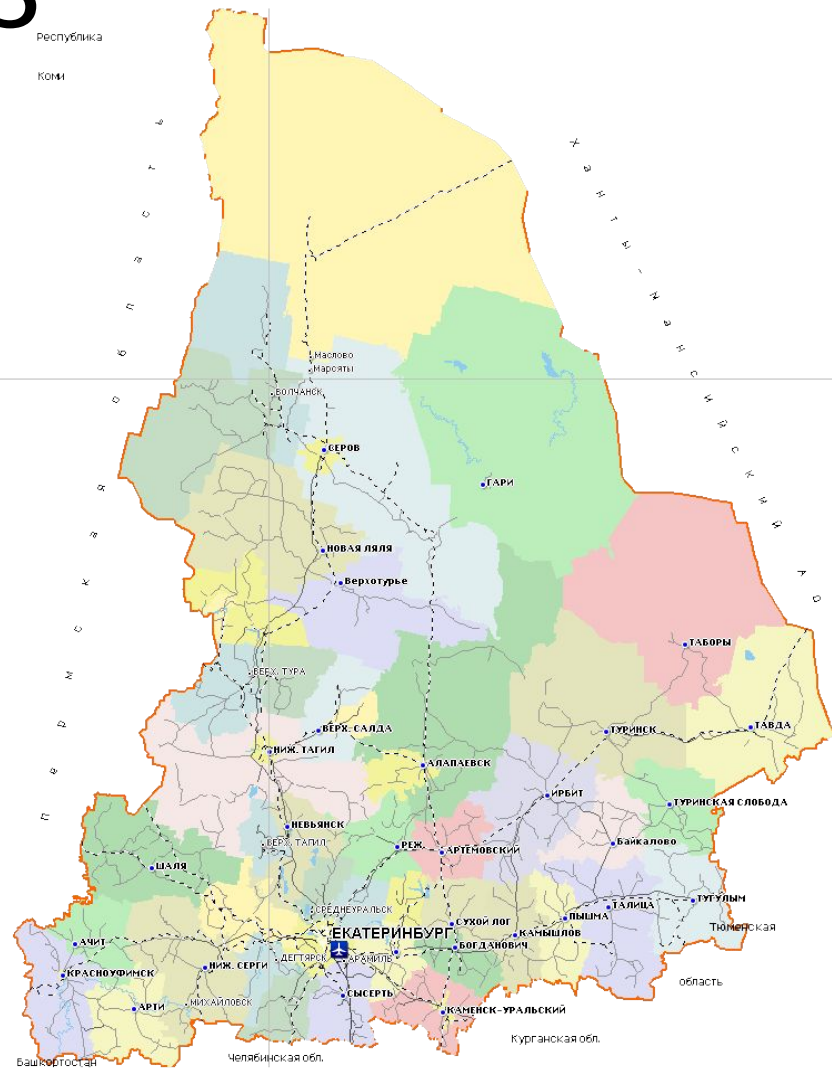 Республика
Коми
Пермская область
Ханты-Мансийский АО
Маслово
Марсяты
ВОЛЧАНСК
СЕРОВ
ГАРИ
НОВАЯ ЛЯЛЯ
Верхотурье
ТАБОРЫ
ВЕРХ. ТУРА
ВЕРХ. САЛДА
ТУРИНСК
ТАВДА
НИЖ. ТАГИЛ
АЛАПАЕВСК
ИРБИТ
ТУРИНСКАЯ СЛОБОДА
НЕВЬЯНСК
ВЕРХ. ТАГИЛ
РЕЖ.
АРТЕМОВСКИЙ
Байкалово
ШАЛЯ
ТАЛИЦА
ТУГУЛЫМ
СРЕДНЕУРАЛЬСК
ПЫШМА
СУХОЙ ЛОГ
Тюменская
ЕКАТЕРИНБУРГ
КАМЫШЛОВ
АЧИТ
БОГДАНОВИЧ
ДЕГТЯРСК
АРАМИЛЬ
КРАСНОУФИМСК
НИЖ. СЕРГИ
область
СЫСЕРТЬ
МИХАЙЛОВСК
АРТИ
КАМЕНСК-УРАЛЬСКИЙ
Курганская обл.
Челябинская обл.
Башкортостан